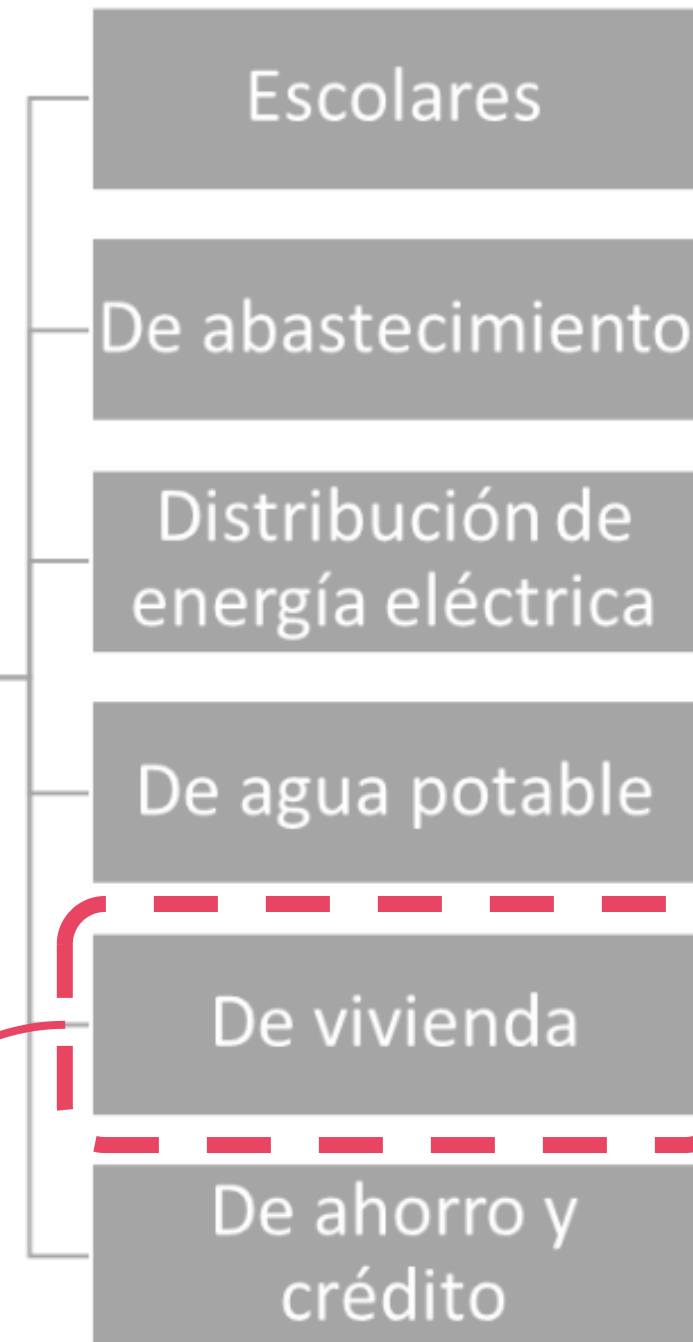 Escolares
De abastecimiento
Distribución de
energía eléctrica
De agua potable
De vivienda
De ahorro y
crédito